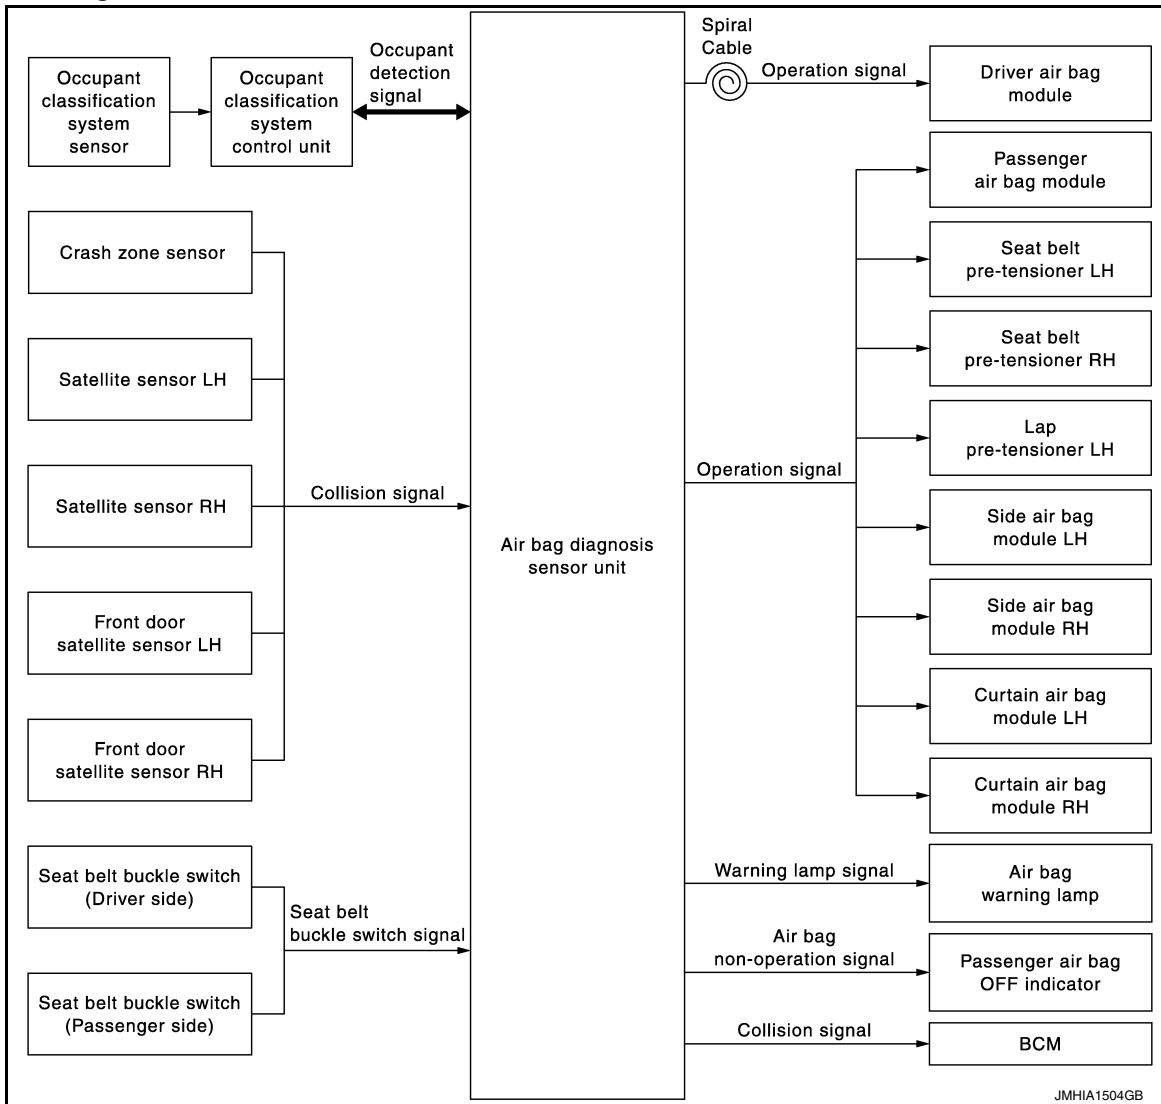 Occupant
classification
system
sensor
Occupant
classification
system
control unit
Occupant
detection
signal
Crash zone sensor
Satellite sensor LH
Satellite sensor RH
Front door
satellite sensor LH
Front door
satellite sensor RH
Collision signal
Seat belt buckle switch
(Driver side)
Seat belt buckle switch
(Passenger side)
Seat belt
buckle switch signal
Air bag diagnosis
sensor unit
Spiral
Cable
Operation signal
Driver air bag
module
Operation signal
Passenger
air bag module
Seat belt
pre-tensioner LH
Seat belt
pre-tensioner RH
Lap
pre-tensioner LH
Side air bag
module LH
Side air bag
module RH
Curtain air bag
module LH
Curtain air bag
module RH
Warning lamp signal
Air bag
warning lamp
Air bag
non-operation signal
Passenger air bag
OFF indicator
Collision signal
BCM
JMHIA1504GB